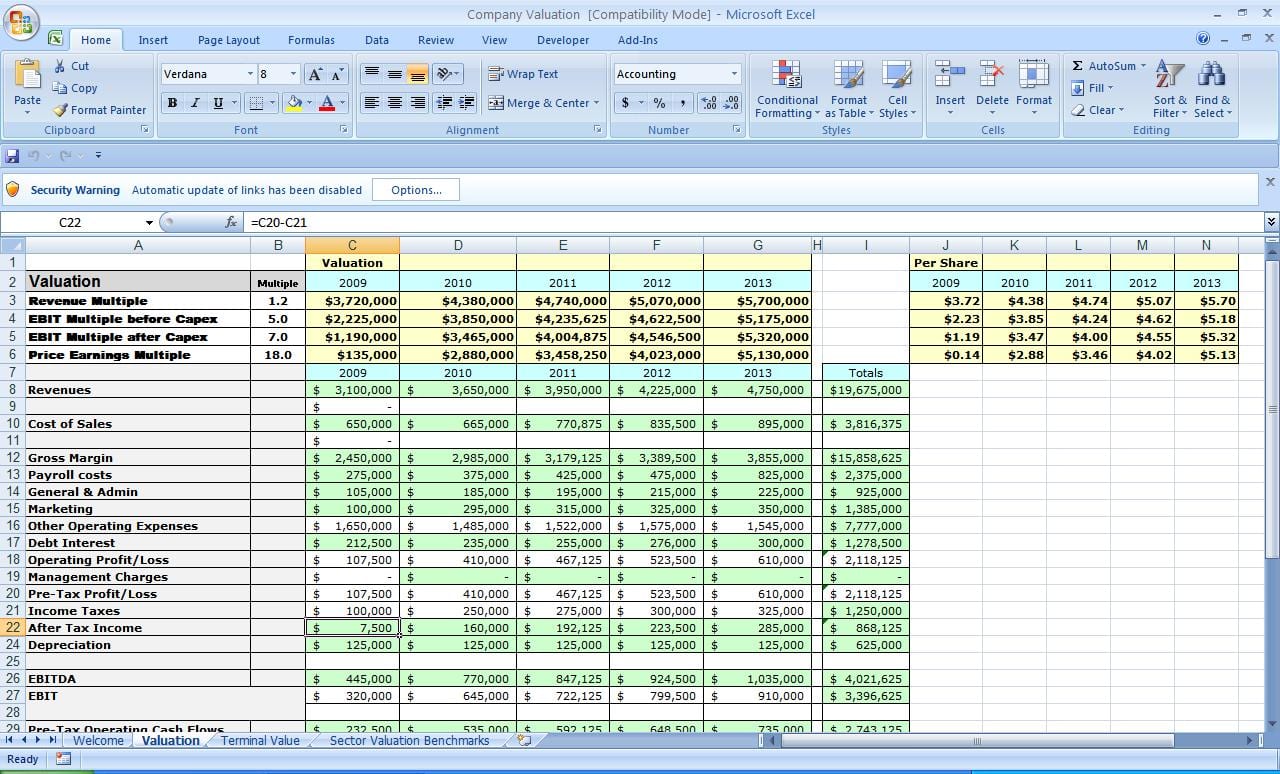 Company Valuation [Compatibility Mode] - Microsoft Excel
Home Insert Page Layout Formulas Data Review View Developer Add-Ins
Paste Cut Copy Format Painter
Clipboard
Verdana 8
B I U
Font
Wrap Text
Merge & Center
Alignment
Accounting
$ % ,
Number
Conditional Formatting Format as Table Cell Styles
Styles
Insert Delete Format
Cells
Σ AutoSum Fill Clear Sort & Filter Find & Select
Editing
Security Warning Automatic update of links has been disabled Options...
C22 fx =C20-C21
A B C D E F G H I J K L M N
1 Valuation Per Share
2 Valuation Multiple 2009 2010 2011 2012 2013 2009 2010 2011 2012 2013
3 Revenue Multiple 1.2 $3,720,000 $4,380,000 $4,740,000 $5,070,000 $5,700,000 $3.72 $4.38 $4.74 $5.07 $5.70
4 EBIT Multiple before Capex 5.0 $2,225,000 $3,850,000 $4,235,625 $4,622,500 $5,175,000 $2.23 $3.85 $4.24 $4.62 $5.18
5 EBIT Multiple after Capex 7.0 $1,190,000 $3,465,000 $4,004,875 $4,546,500 $5,320,000 $1.19 $3.47 $4.00 $4.55 $5.32
6 Price Earnings Multiple 18.0 $135,000 $2,880,000 $3,458,250 $4,023,000 $5,130,000 $0.14 $2.88 $3.46 $4.02 $5.13
7 2009 2010 2011 2012 2013 Totals
8 Revenues $ 3,100,000 $ 3,650,000 $ 3,950,000 $ 4,225,000 $ 4,750,000 $19,675,000
9 $ -
10 Cost of Sales $ 650,000 $ 665,000 $ 770,875 $ 835,500 $ 895,000 $ 3,816,375
11 $ -
12 Gross Margin $ 2,450,000 $ 2,985,000 $ 3,179,125 $ 3,389,500 $ 3,855,000 $15,858,625
13 Payroll costs $ 275,000 $ 375,000 $ 425,000 $ 475,000 $ 825,000 $ 2,375,000
14 General & Admin $ 105,000 $ 185,000 $ 195,000 $ 215,000 $ 225,000 $ 925,000
15 Marketing $ 100,000 $ 295,000 $ 315,000 $ 325,000 $ 350,000 $ 1,385,000
16 Other Operating Expenses $ 1,650,000 $ 1,485,000 $ 1,522,000 $ 1,575,000 $ 1,545,000 $ 7,777,000
17 Debt Interest $ 212,500 $ 235,000 $ 255,000 $ 276,000 $ 300,000 $ 1,278,500
18 Operating Profit/Loss $ 107,500 $ 410,000 $ 467,125 $ 523,500 $ 610,000 $ 2,118,125
19 Management Charges $ - $ - $ - $ - $ - $ -
20 Pre-Tax Profit/Loss $ 107,500 $ 410,000 $ 467,125 $ 523,500 $ 610,000 $ 2,118,125
21 Income Taxes $ 100,000 $ 250,000 $ 275,000 $ 300,000 $ 325,000 $ 1,250,000
22 After Tax Income $ 7,500 $ 160,000 $ 192,125 $ 223,500 $ 285,000 $ 868,125
24 Depreciation $ 125,000 $ 125,000 $ 125,000 $ 125,000 $ 125,000 $ 625,000
25
26 EBITDA $ 445,000 $ 770,000 $ 847,125 $ 924,500 $ 1,035,000 $ 4,021,625
27 EBIT $ 320,000 $ 645,000 $ 722,125 $ 799,500 $ 910,000 $ 3,396,625
28
29 Pre-Tax Operating Cash Flows $ 232,500 $ 535,000 $ 592,125 $ 648,500 $ 735,000 $ 2,743,125
Welcome Valuation Terminal Value Sector Valuation Benchmarks
Ready